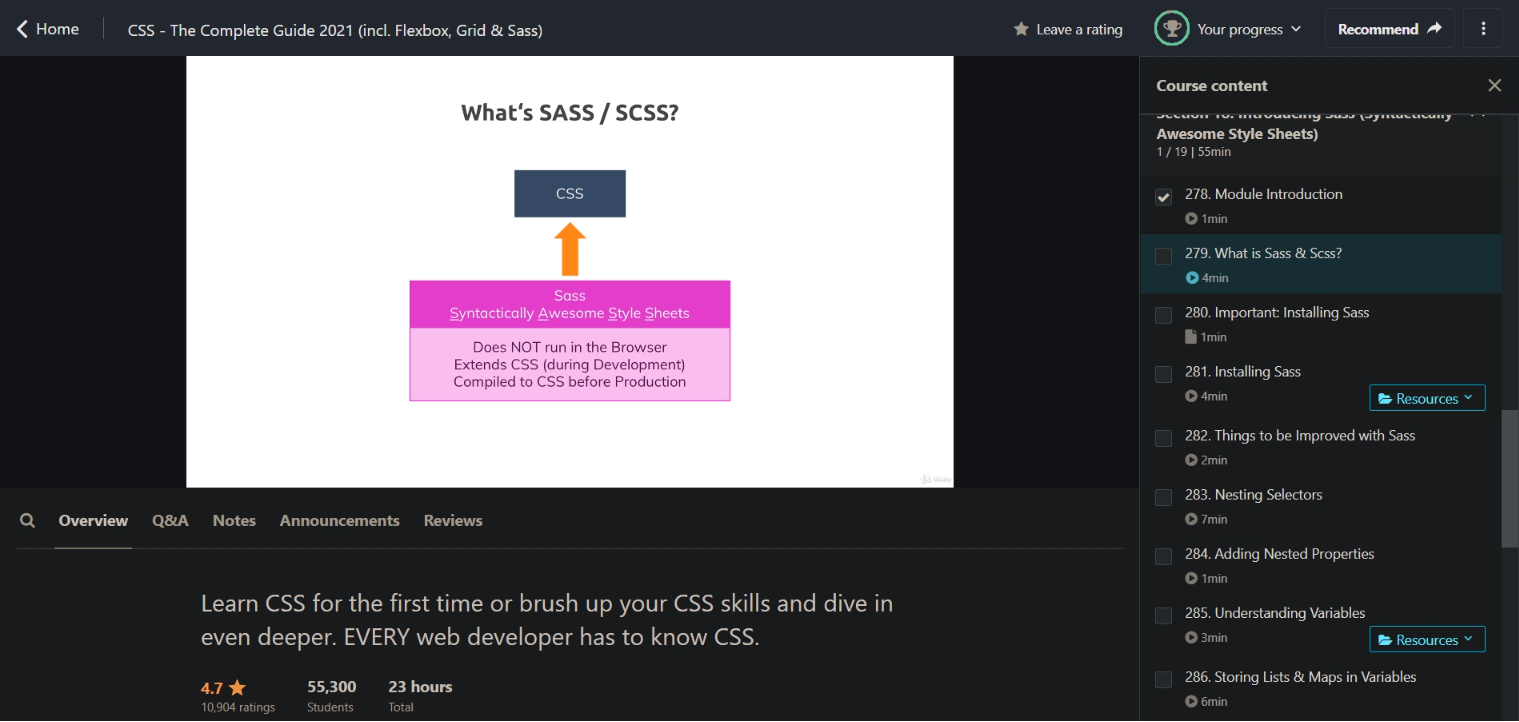 Home
CSS - The Complete Guide 2021 (incl. Flexbox, Grid & Sass)
Leave a rating
Your progress
Recommend
What's SASS / SCSS?
CSS
Sass
Syntactically Awesome Style Sheets
Does NOT run in the Browser
Extends CSS (during Development)
Compiled to CSS before Production
Overview
Q&A
Notes
Announcements
Reviews
Learn CSS for the first time or brush up your CSS skills and dive in
even deeper. EVERY web developer has to know CSS.
4.7
55,300
23 hours
10,904 ratings
Students
Total
Course content
Introducing Sass (Syntactically
Awesome Style Sheets)
1 / 19 | 55min
278. Module Introduction
1min
279. What is Sass & Scss?
4min
280. Important: Installing Sass
1min
281. Installing Sass
4min
Resources
282. Things to be Improved with Sass
2min
283. Nesting Selectors
7min
284. Adding Nested Properties
1min
285. Understanding Variables
3min
Resources
286. Storing Lists & Maps in Variables
6min